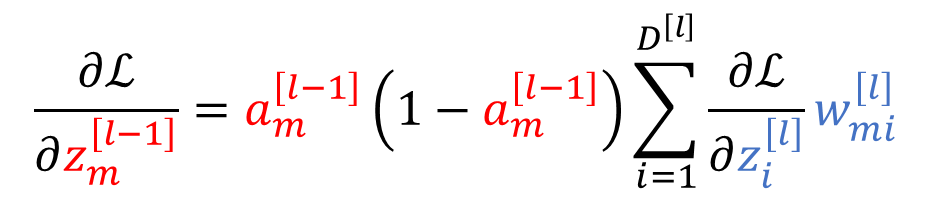 ∂ℒ/∂z_m^{[l−1]} = a_m^{[l−1]} (1 − a_m^{[l−1]}) ∑_{i=1}^{D^{[l]}} ∂ℒ/∂z_i^{[l]} w_{mi}^{[l]}